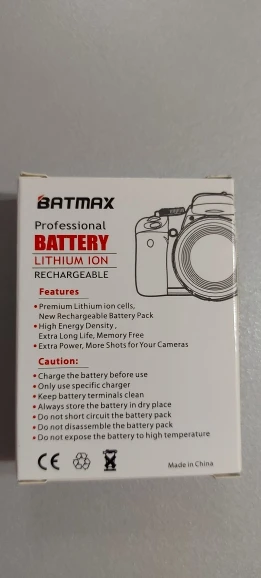 BATMAX
Professional
BATTERY
LITHIUM ION
RECHARGEABLE
Features
• Premium Lithium ion cells,
New Rechargeable Battery Pack
• High Energy Density,
Extra Long Life, Memory Free
• Extra Power, More Shots for Your Cameras
Caution:
• Charge the battery before use
• Only use specific charger
• Keep battery terminals clean
• Always store the battery in dry place
• Do not short circuit the battery pack
• Do not disassemble the battery pack
• Do not expose the battery to high temperature
CE
Made in China